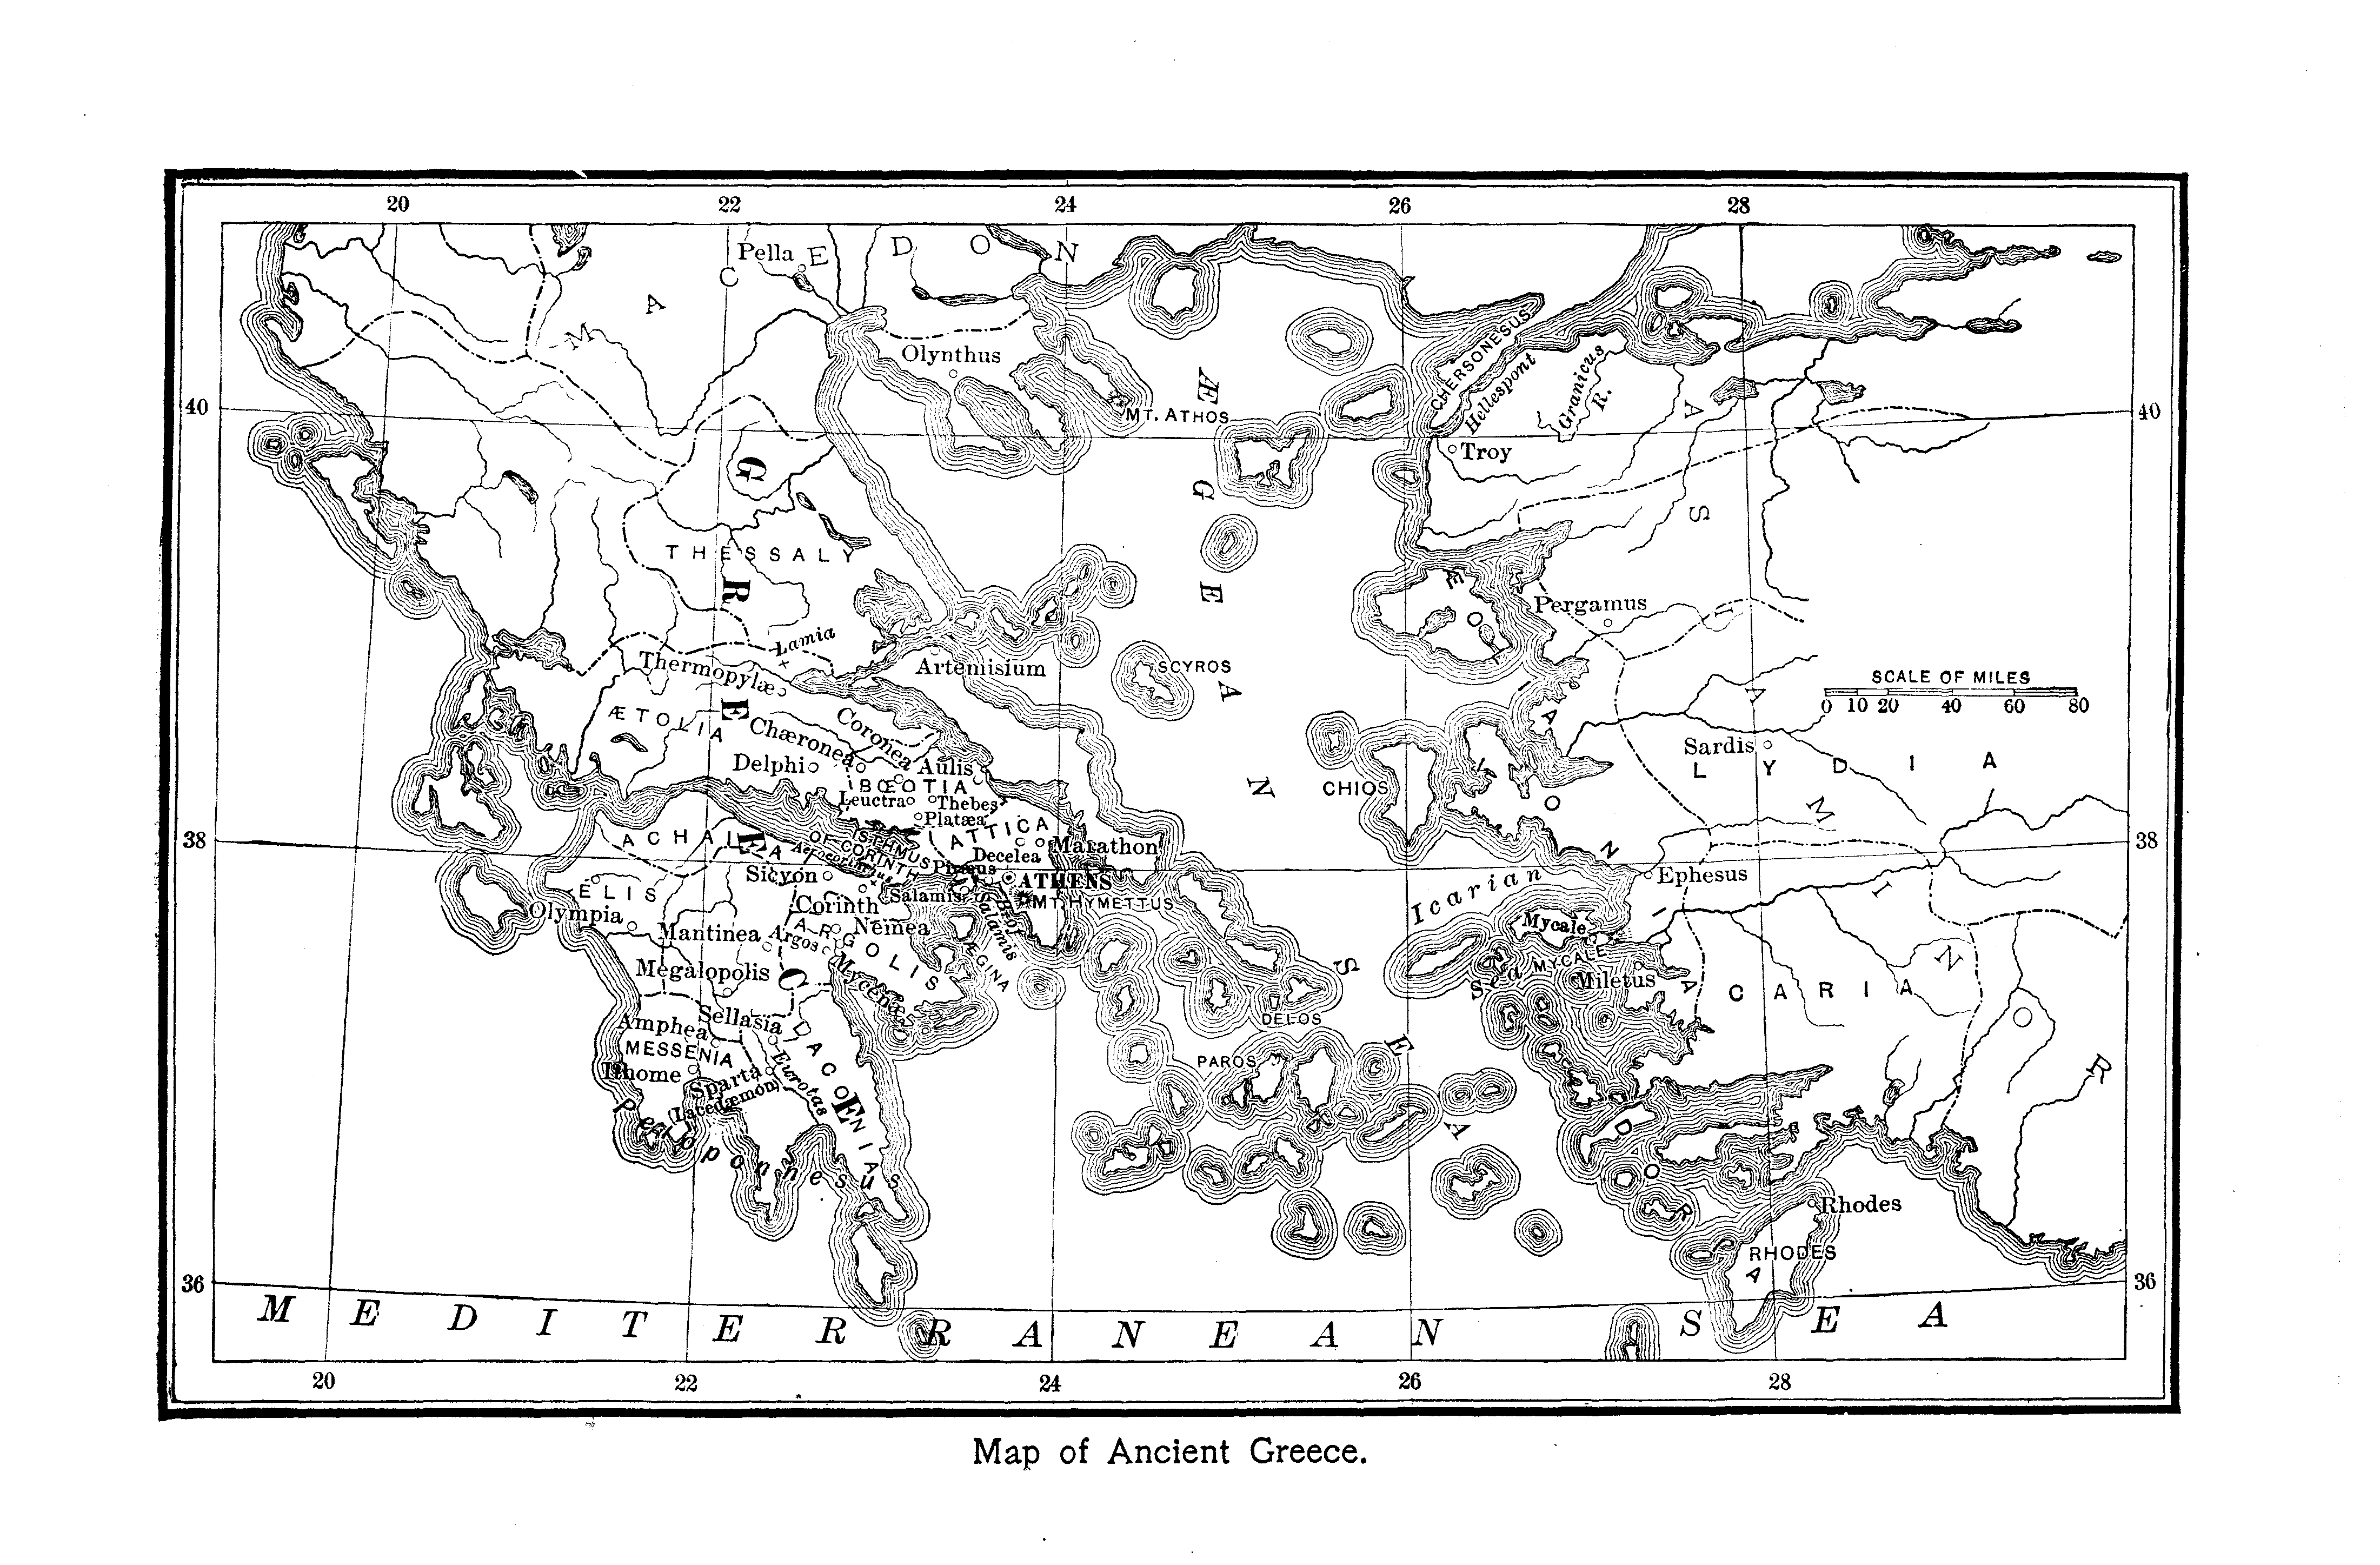 20 22 24 26 28
MACEDON
Pella
Olynthus
CHERSONESUS
Hellespont
Granicus
R.
40 40
MT. ATHOS
Troy
ÆGEAN SEA
ASIA MINOR
GREECE
THESSALY
Lamia
Pergamus
ÆOLIA
Thermopylæ
Artemisium
SCYROS
SCALE OF MILES
0 10 20 40 60 80
ÆTOLIA
Coronea
Chæronea
Delphi
Aulis
Sardis
LYDIA
BŒOTIA
CHIOS
Leuctra
Thebes
Platæa
IONIA
38 38
ACHAIA
ISTHMUS
OF CORINTH
Acrocorinthus
ATTICA
Decelea
Marathon
Piræus
ATHENS
Sicyon
Ephesus
ELIS
Salamis
MT. HYMETTUS
Corinth
B. of
Salamis
Icarian
Sea
Olympia
Nemea
Mycale
Mantinea
Argos
ARGOLIS
ÆGINA
MYCALE
Megalopolis
Mycenæ
Miletus
CARIA
DELOS
Sellasia
Amphea
LACONIA
MESSENIA
PAROS
Ithome
Sparta
(Lacedæmon)
Eurotas
Peloponnesus
DORIA
Rhodes
RHODES
36 36
MEDITERRANEAN SEA
20 22 24 26 28
Map of Ancient Greece.